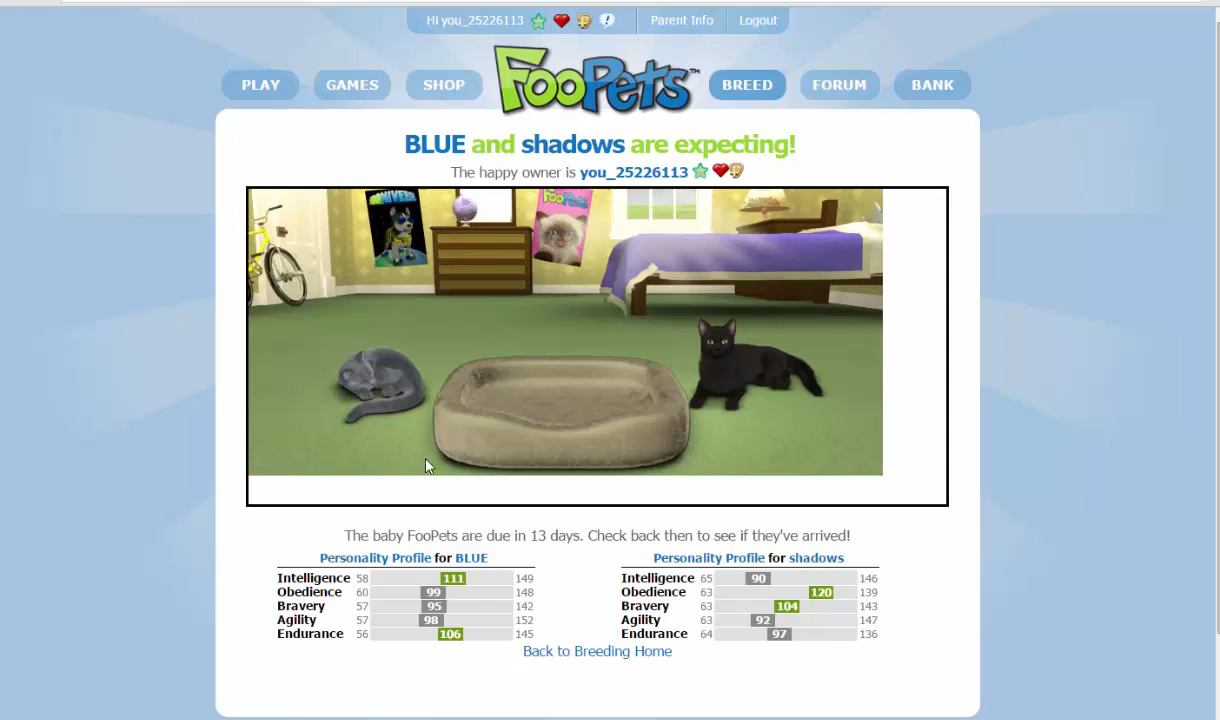 Hi you_25226113
Parent Info
Logout
PLAY
GAMES
SHOP
FooPets™
BREED
FORUM
BANK
BLUE and shadows are expecting!
The happy owner is you_25226113
FooPets
The baby FooPets are due in 13 days. Check back then to see if they've arrived!
Personality Profile for BLUE
Intelligence 58 111 149
Obedience 60 99 148
Bravery 57 95 142
Agility 57 98 152
Endurance 56 106 145
Personality Profile for shadows
Intelligence 65 90 146
Obedience 63 120 139
Bravery 63 104 143
Agility 63 92 147
Endurance 64 97 136
Back to Breeding Home